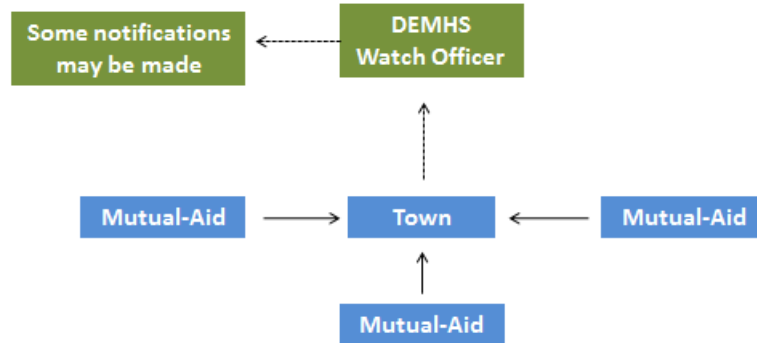 Some notifications
may be made
DEMHS
Watch Officer
Mutual-Aid
Town
Mutual-Aid
Mutual-Aid